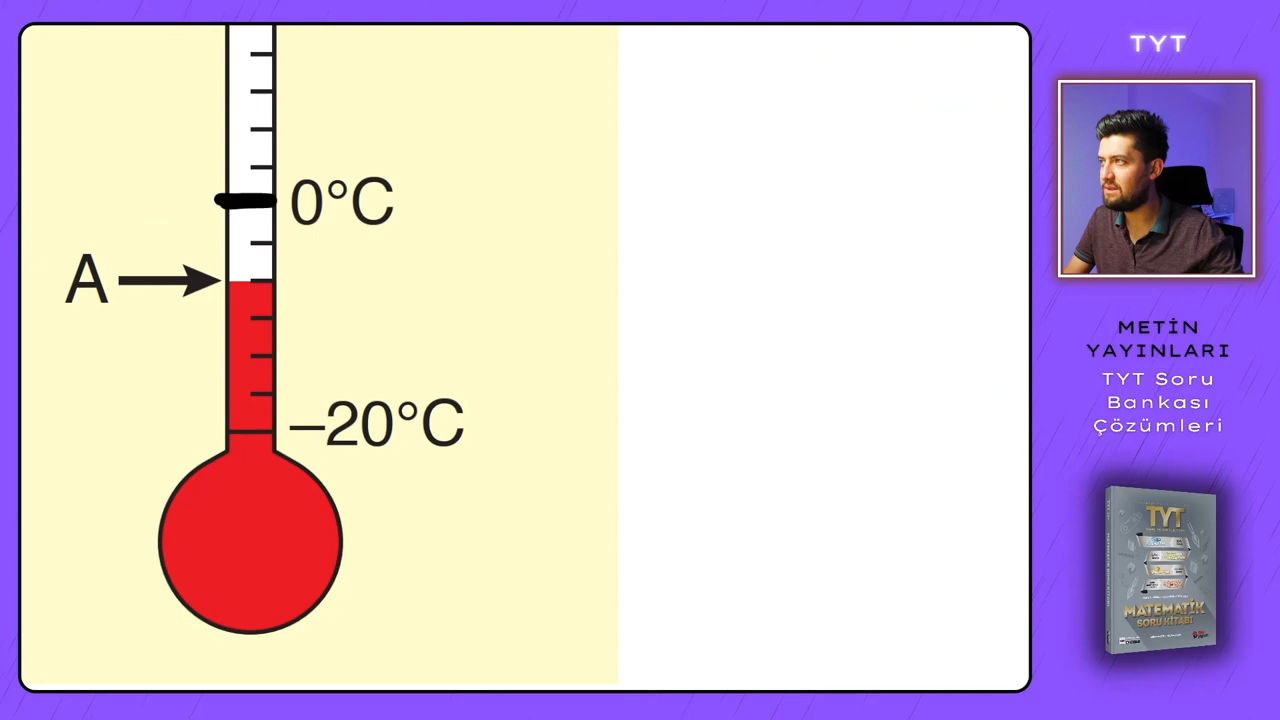 TYT
0°C
A
–20°C
METİN
YAYINLARI
TYT Soru
Bankası
Çözümleri
TYT
MATEMATİK
SORU KİTABI